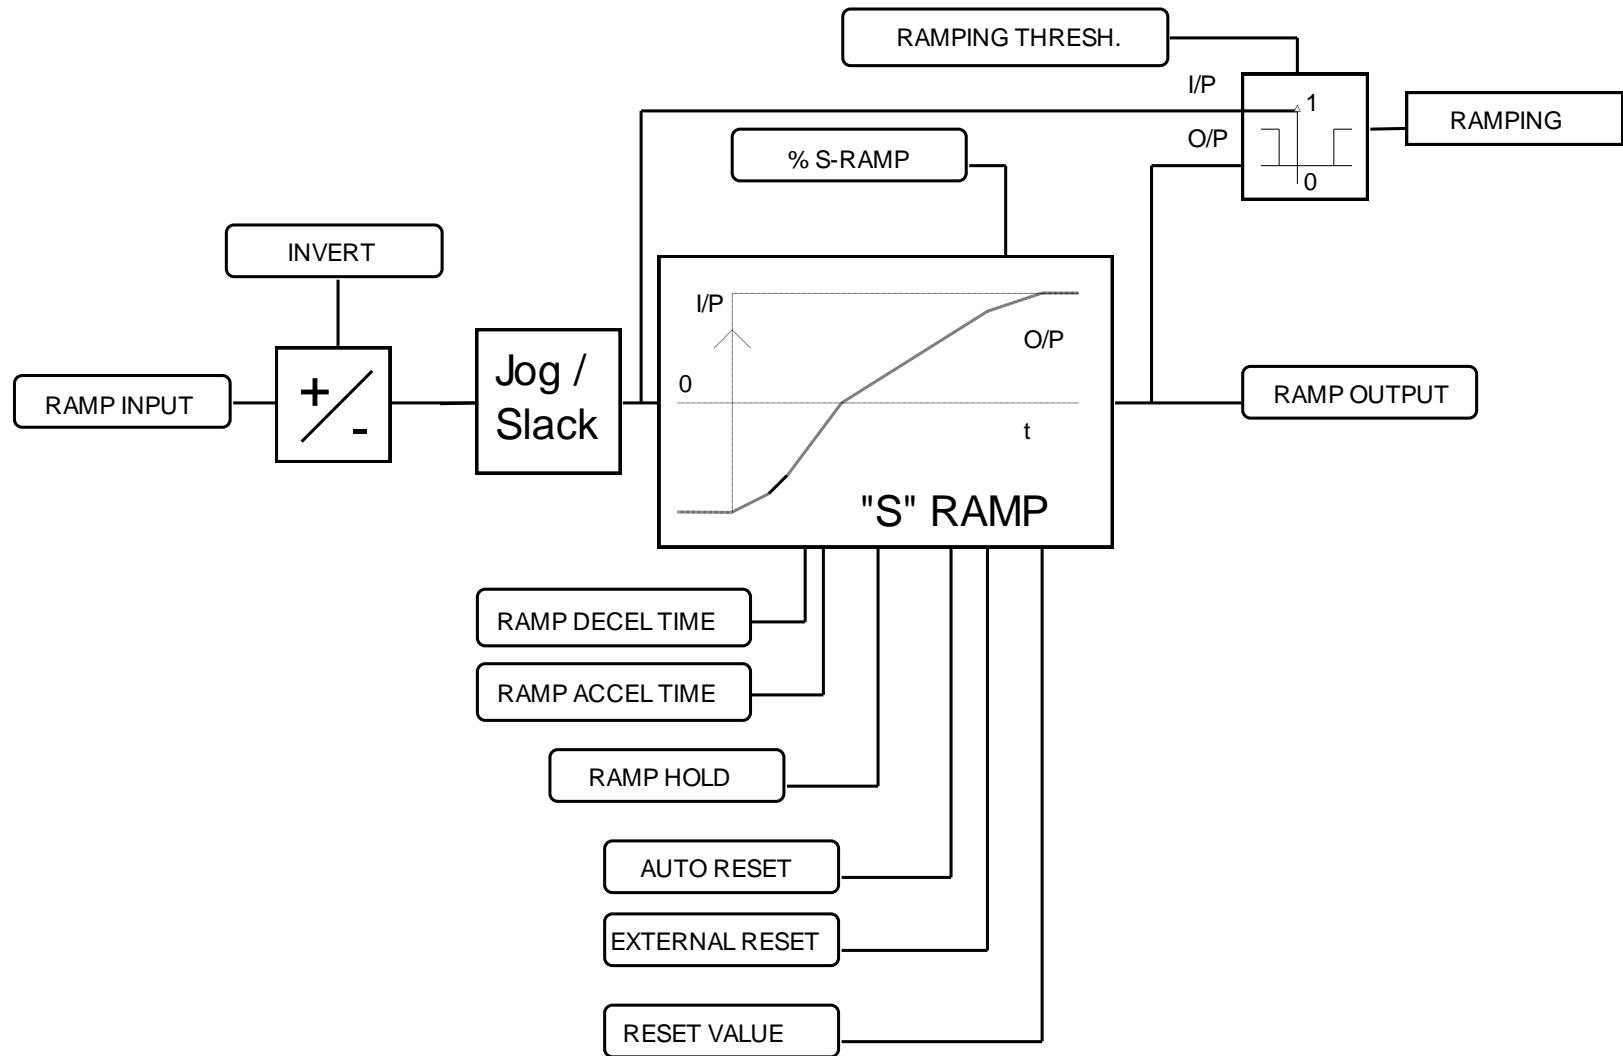 RAMPING THRESH.
I/P
1
RAMPING
O/P
0
% S-RAMP
INVERT
I/P
O/P
0
Jog /
Slack
+
-
RAMP INPUT
RAMP OUTPUT
t
"S" RAMP
RAMP DECEL TIME
RAMP ACCEL TIME
RAMP HOLD
AUTO RESET
EXTERNAL RESET
RESET VALUE